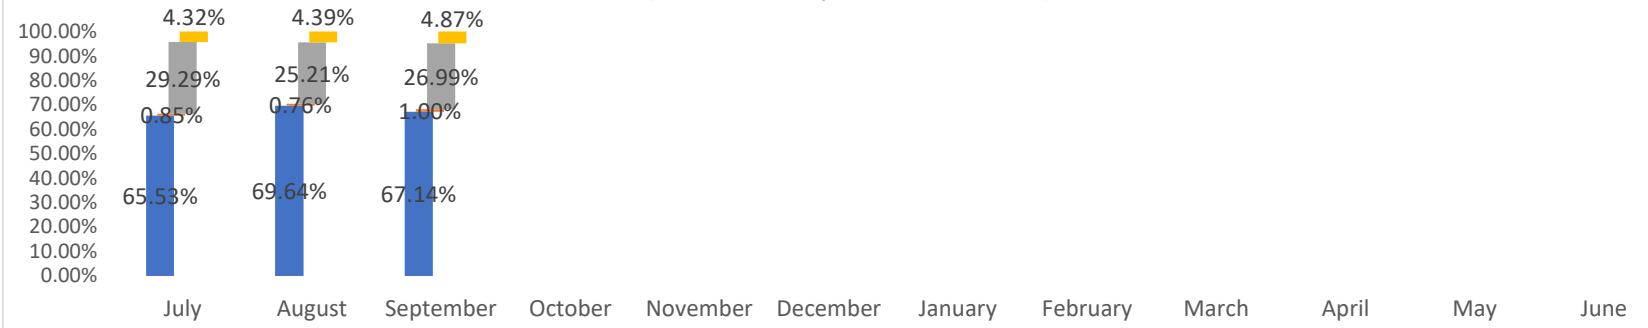 4.32% 4.39% 4.87%
100.00%
90.00%
80.00% 29.29% 25.21% 26.99%
70.00% 0.85% 0.76% 1.00%
60.00%
50.00%
40.00%
30.00% 65.53% 69.64% 67.14%
20.00%
10.00%
0.00%
July August September October November December January February March April May June